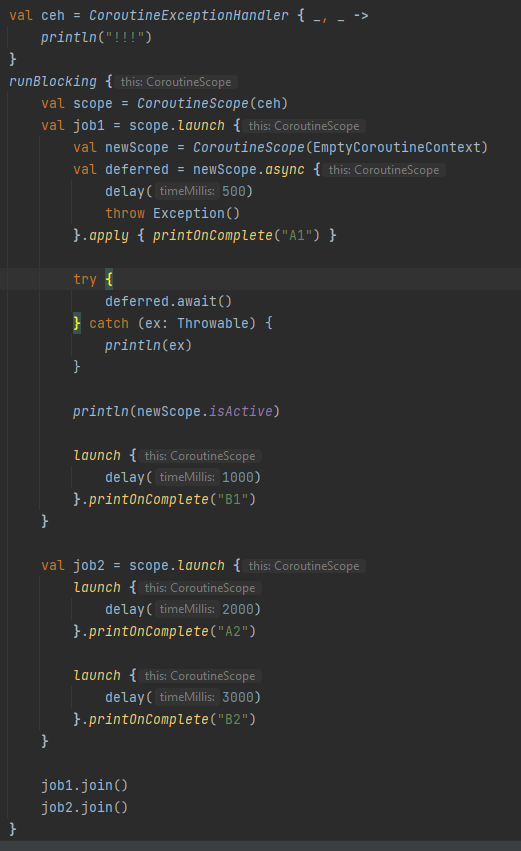 val ceh = CoroutineExceptionHandler { _, _ ->
    println("!!!")
}
runBlocking { this: CoroutineScope
    val scope = CoroutineScope(ceh)
    val job1 = scope.launch { this: CoroutineScope
        val newScope = CoroutineScope(EmptyCoroutineContext)
        val deferred = newScope.async { this: CoroutineScope
            delay( timeMillis: 500)
            throw Exception()
        }.apply { printOnComplete("A1") }

        try {
            deferred.await()
        } catch (ex: Throwable) {
            println(ex)
        }

        println(newScope.isActive)

        launch { this: CoroutineScope
            delay( timeMillis: 1000)
        }.printOnComplete("B1")
    }

    val job2 = scope.launch { this: CoroutineScope
        launch { this: CoroutineScope
            delay( timeMillis: 2000)
        }.printOnComplete("A2")

        launch { this: CoroutineScope
            delay( timeMillis: 3000)
        }.printOnComplete("B2")
    }

    job1.join()
    job2.join()
}